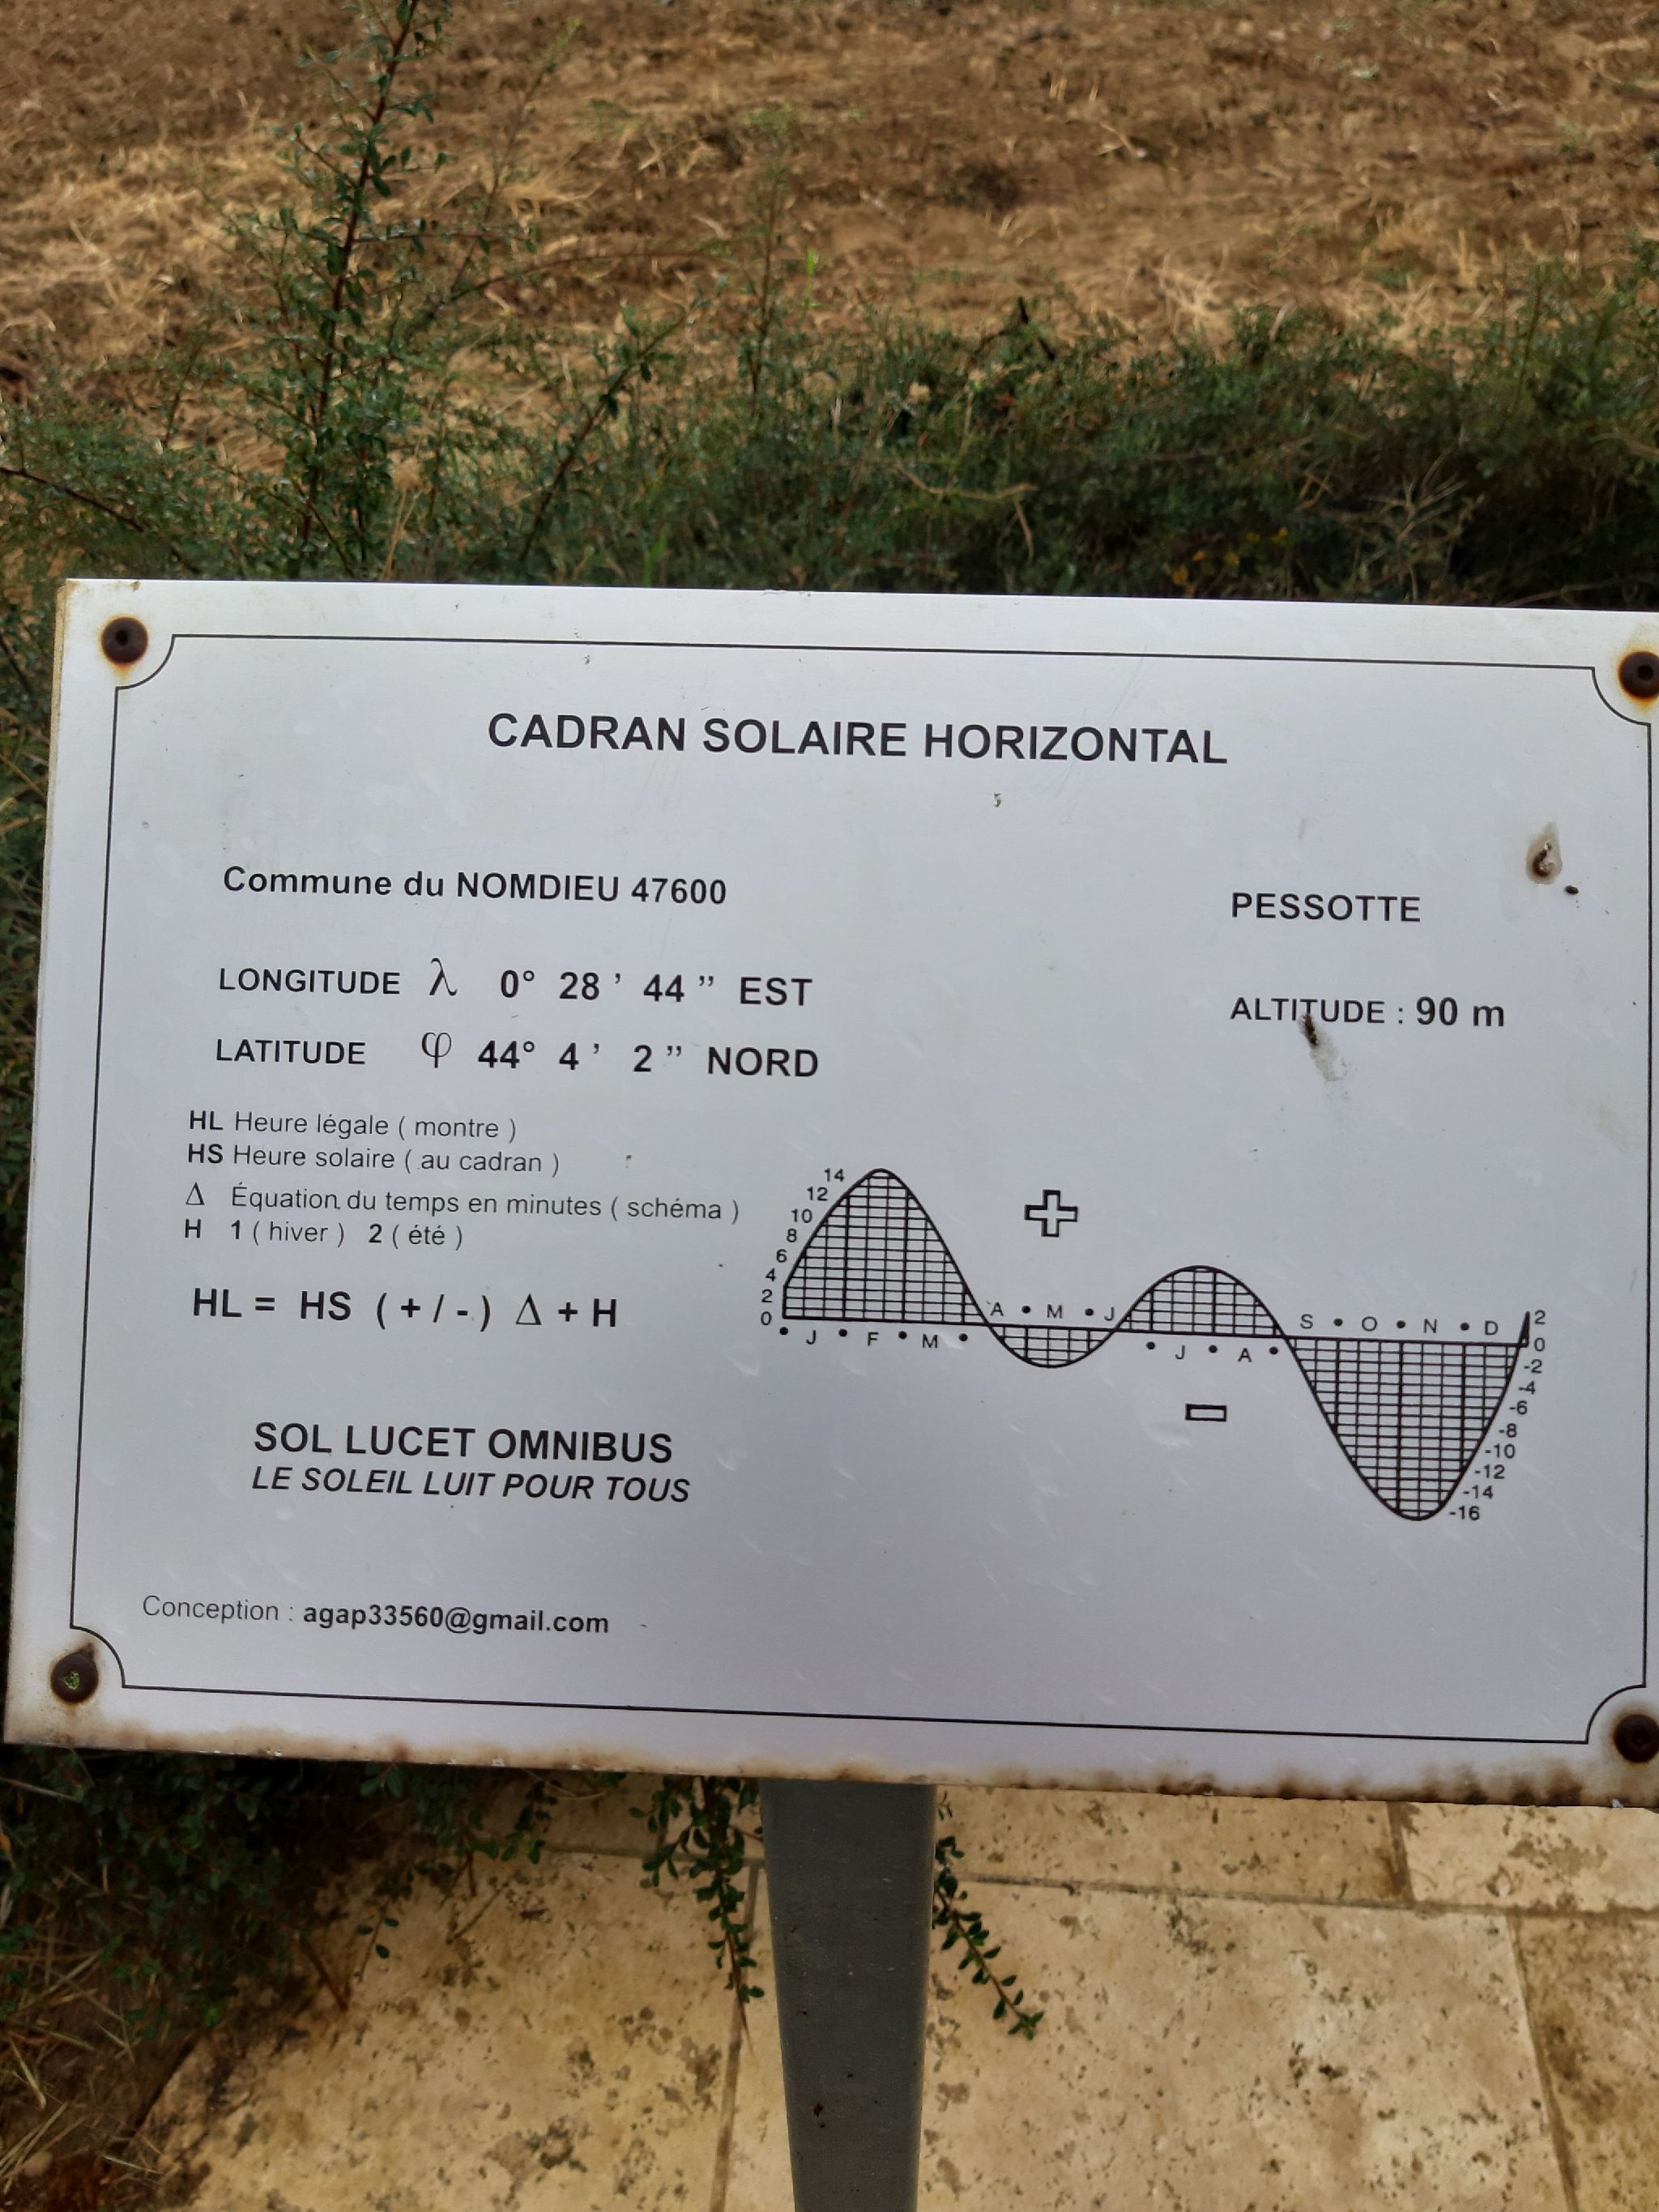 CADRAN SOLAIRE HORIZONTAL
Commune du NOMDIEU 47600
PESSOTTE
LONGITUDE λ 0° 28 ’ 44 ” EST
ALTITUDE : 90 m
LATITUDE φ 44° 4 ’ 2 ” NORD
HL Heure légale ( montre )
HS Heure solaire ( au cadran )
Δ Équation du temps en minutes ( schéma )
H 1 ( hiver ) 2 ( été )
HL = HS ( + / - ) Δ + H
14
12
10
8
6
4
2
0
+
A • M • J
• J • F • M •
• J • A •
S • O • N • D
2
0
-2
-4
-6
-8
-10
-12
-14
-16
-
SOL LUCET OMNIBUS
LE SOLEIL LUIT POUR TOUS
Conception : agap33560@gmail.com